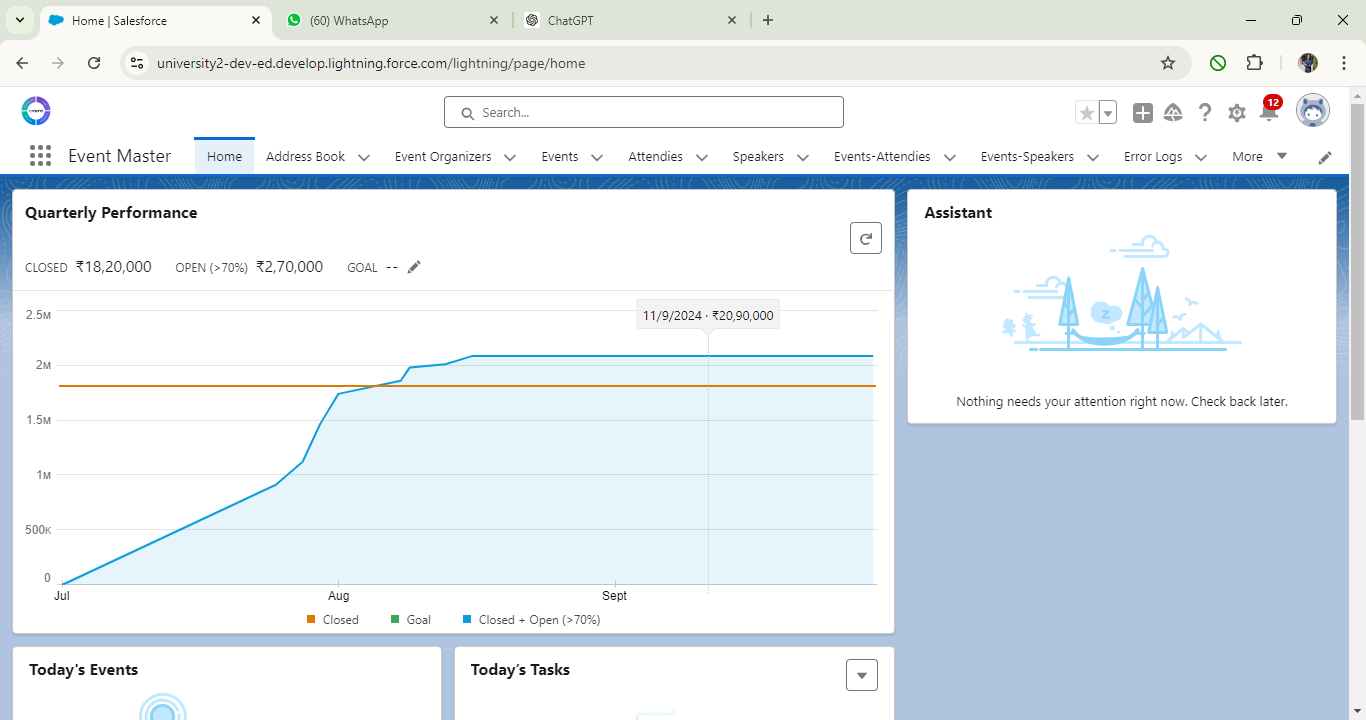 Home | Salesforce
(60) WhatsApp
ChatGPT
university2-dev-ed.develop.lightning.force.com/lightning/page/home
Search...
12
Event Master
Home
Address Book
Event Organizers
Events
Attendies
Speakers
Events-Attendies
Events-Speakers
Error Logs
More
Quarterly Performance
CLOSED ₹18,20,000 OPEN (>70%) ₹2,70,000 GOAL --
11/9/2024 · ₹20,90,000
2.5M
2M
1.5M
1M
500K
0
Jul Aug Sept
Closed Goal Closed + Open (>70%)
Assistant
z
Nothing needs your attention right now. Check back later.
Today's Events
Today’s Tasks